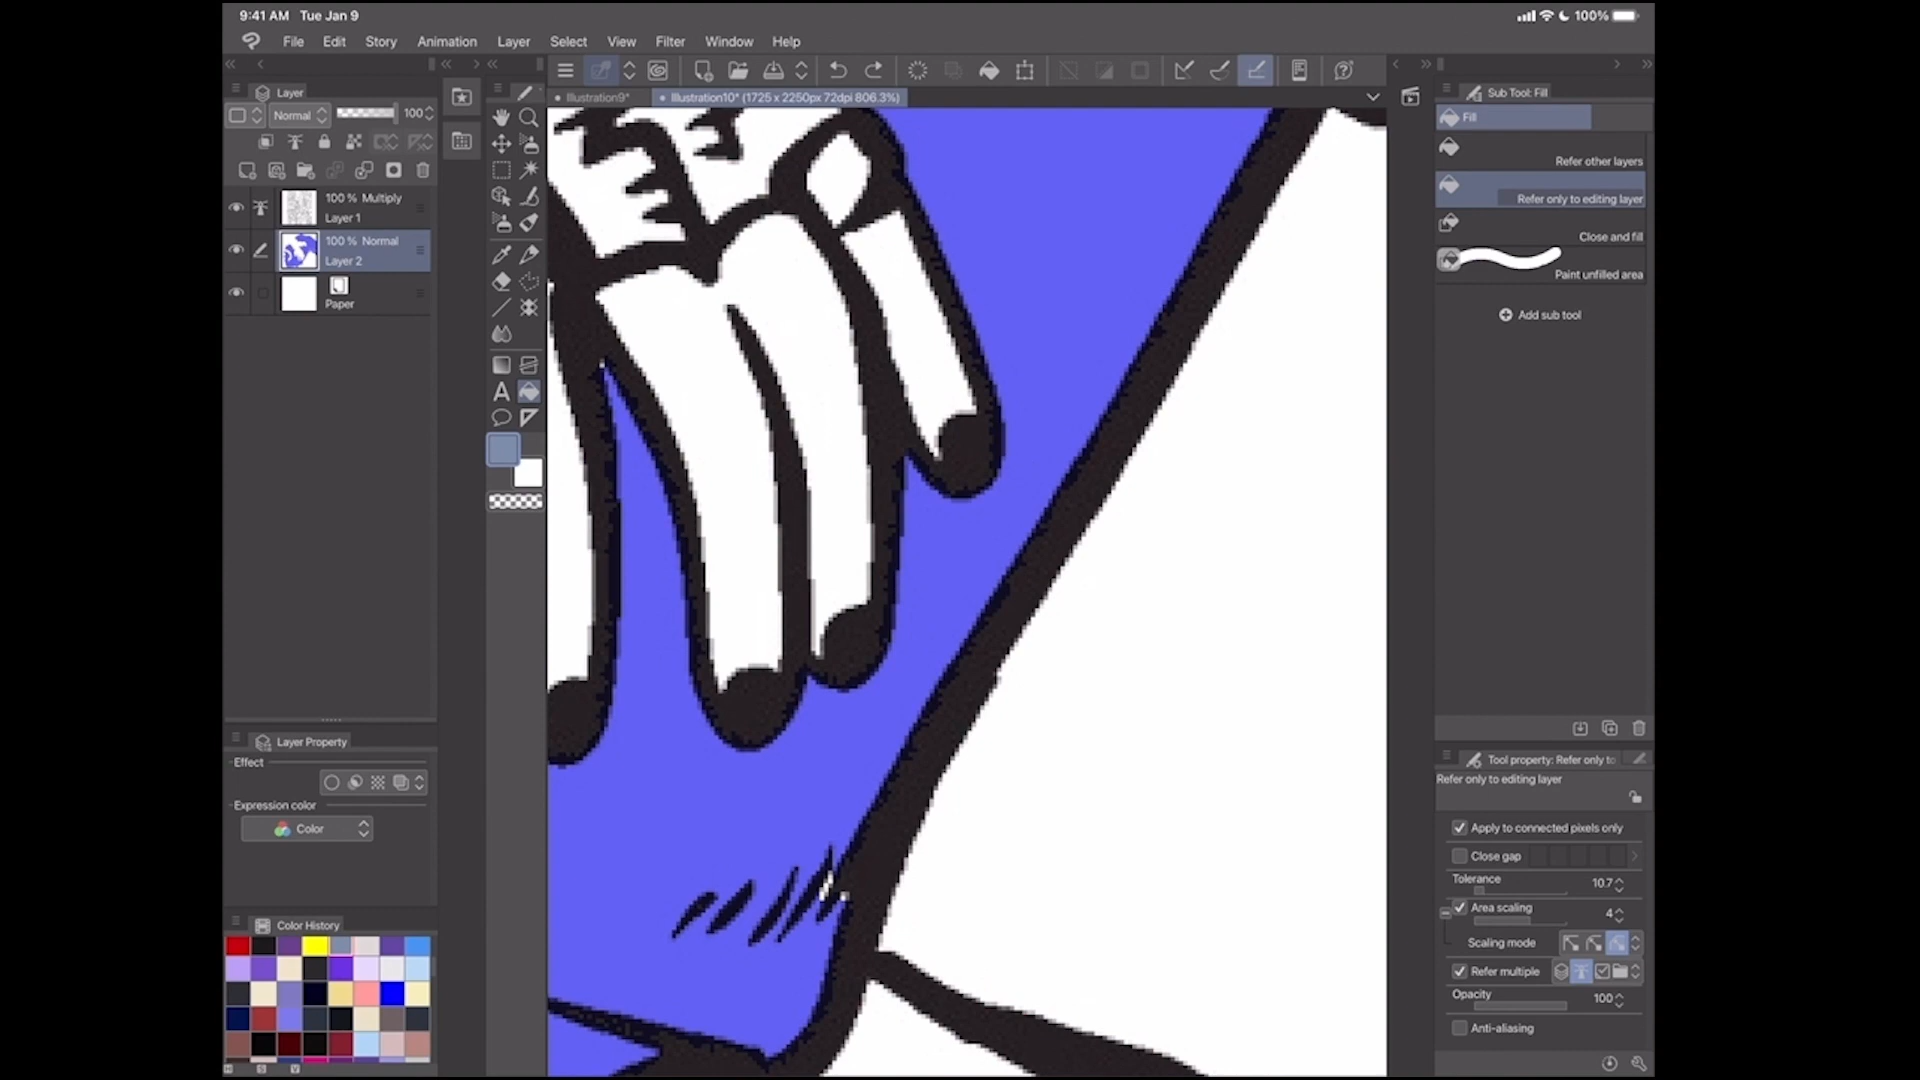 9:41 AM Tue Jan 9
100%
File Edit Story Animation Layer Select View Filter Window Help
Layer
Normal 100
Illustration9*
Illustration10* (1725 x 2250px 72dpi 806.3%)
100 % Multiply
Layer 1
100 % Normal
Layer 2
Paper
A
Layer Property
Effect
Expression color
Color
Color History
H S V
Sub Tool: Fill
Fill
Refer other layers
Refer only to editing layer
Close and fill
Paint unfilled area
Add sub tool
Tool property: Refer only to
Refer only to editing layer
Apply to connected pixels only
Close gap
Tolerance 10.7
Area scaling 4
Scaling mode
Refer multiple
Opacity 100
Anti-aliasing